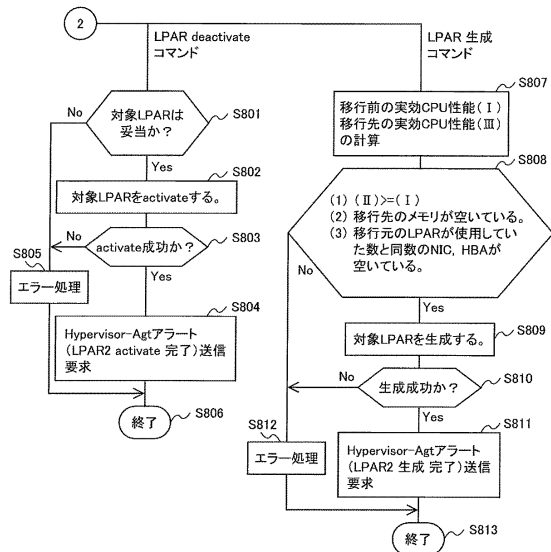 2
LPAR deactivate
コマンド
LPAR 生成
コマンド
No
対象LPARは
妥当か？
S801
Yes
S802
対象LPARをactivateする。
No
activate成功か？
S803
S805
エラー処理
Yes
S804
Hypervisor-Agtアラート
(LPAR2 activate 完了)送信
要求
終了
S806
S807
移行前の実効CPU性能(Ⅰ)
移行先の実効CPU性能(Ⅲ)
の計算
S808
(1) (Ⅱ)>=(Ⅰ)
(2) 移行先のメモリが空いている。
(3) 移行元のLPARが使用してい
た数と同数のNIC, HBAが
空いている。
No
Yes
S809
対象LPARを生成する。
No
生成成功か？
S810
Yes
S811
S812
エラー処理
Hypervisor-Agtアラート
(LPAR2 生成 完了)送信
要求
終了
S813